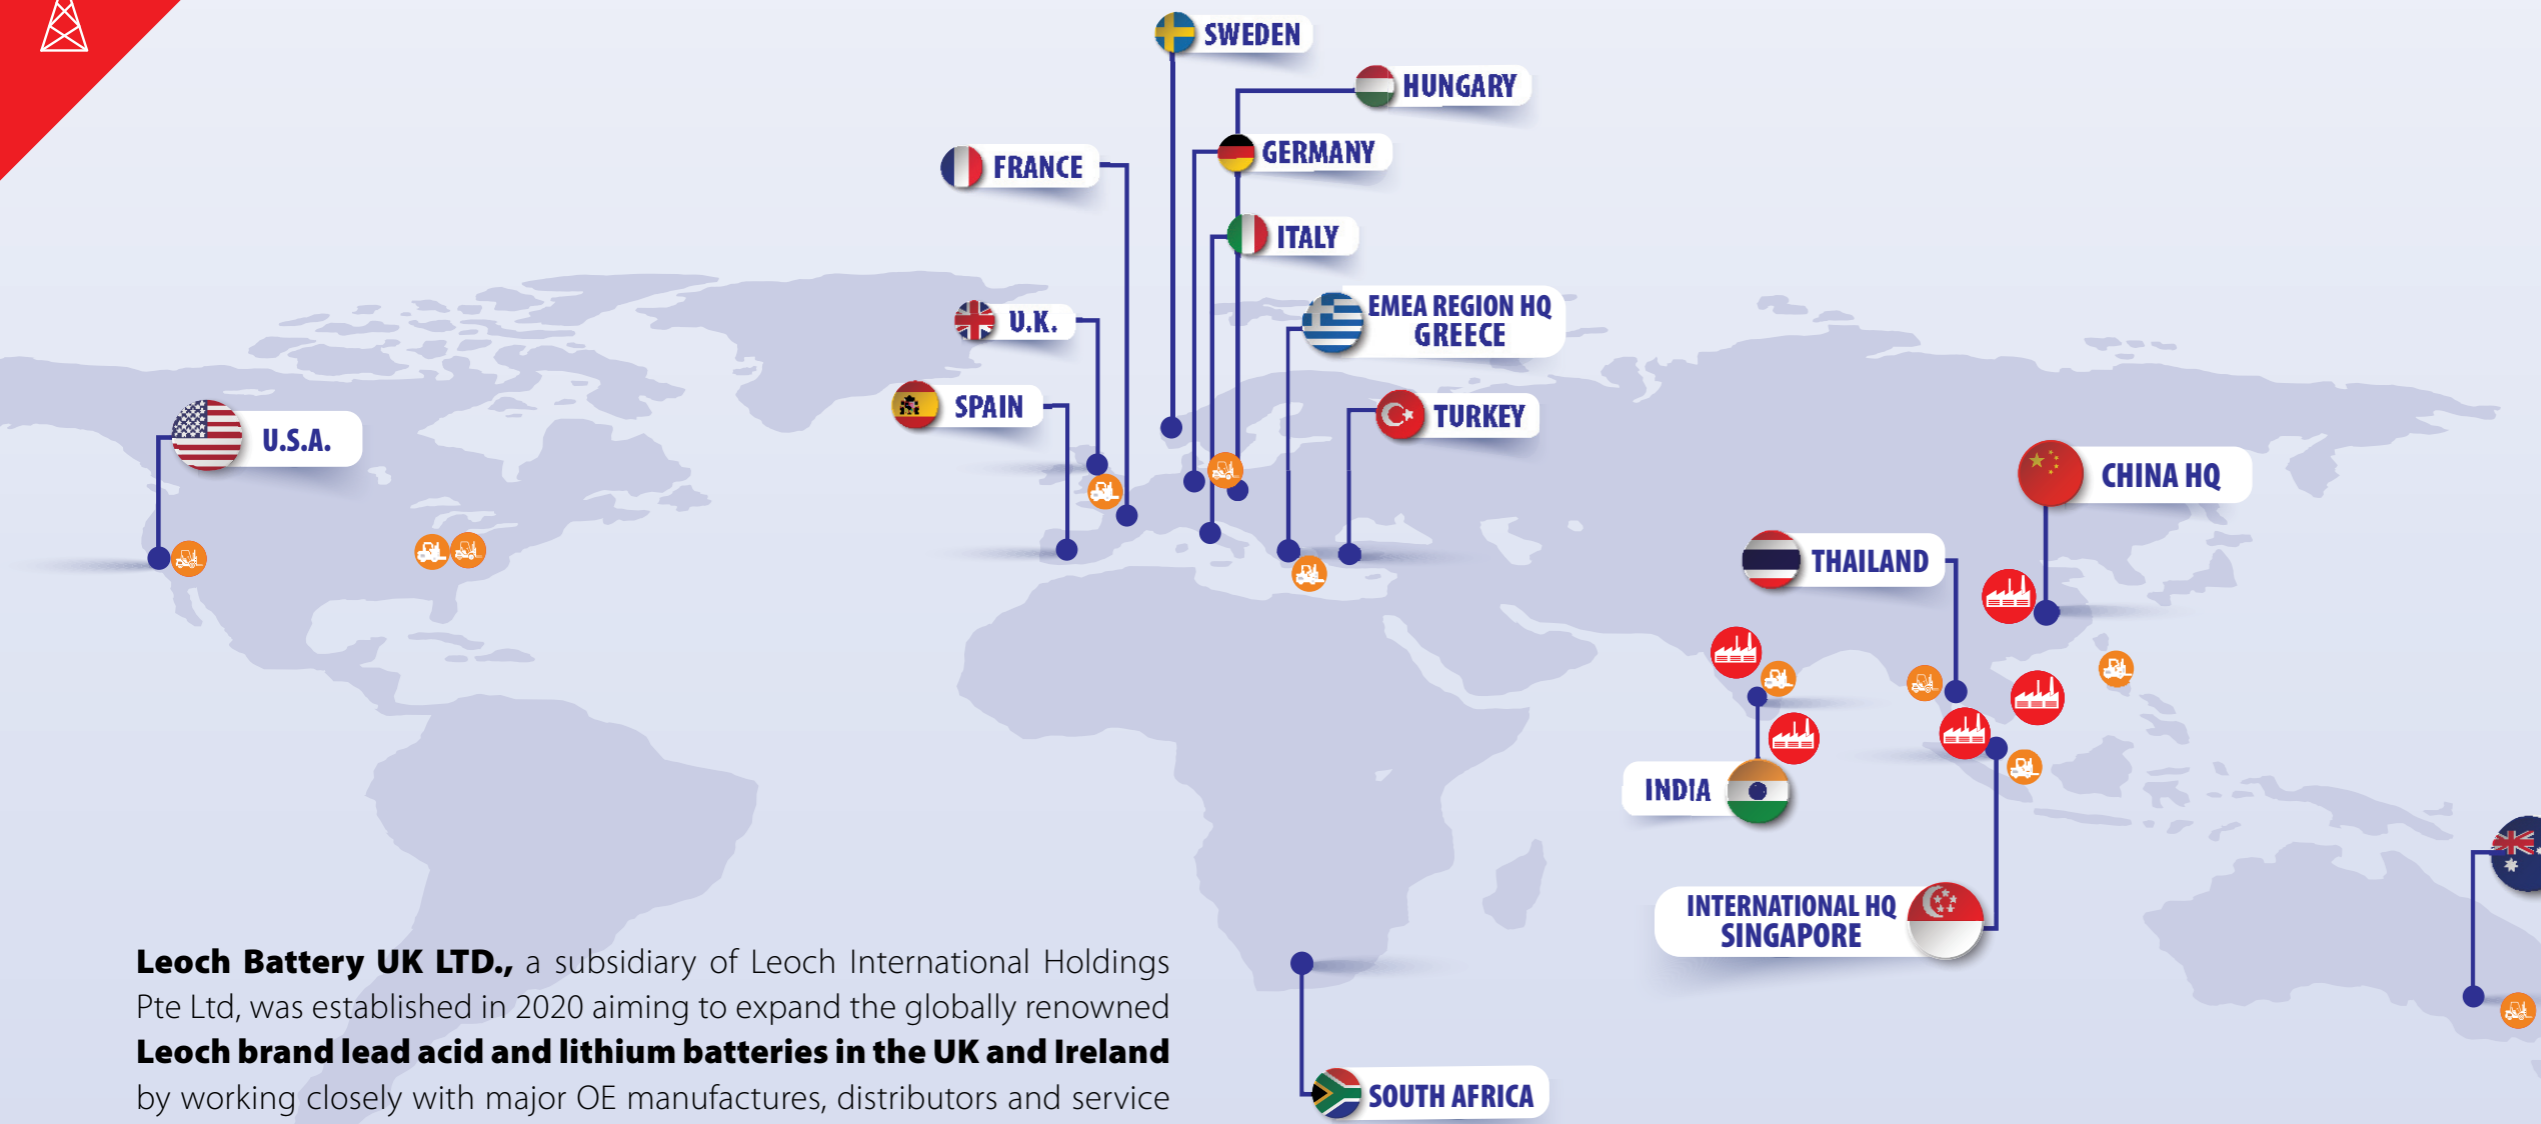 SWEDEN
HUNGARY
GERMANY
FRANCE
ITALY
EMEA REGION HQ
GREECE
U.K.
SPAIN
TURKEY
U.S.A.
CHINA HQ
THAILAND
INDIA
INTERNATIONAL HQ
SINGAPORE
SOUTH AFRICA
Leoch Battery UK LTD., a subsidiary of Leoch International Holdings
Pte Ltd, was established in 2020 aiming to expand the globally renowned
Leoch brand lead acid and lithium batteries in the UK and Ireland
by working closely with major OE manufactures, distributors and service